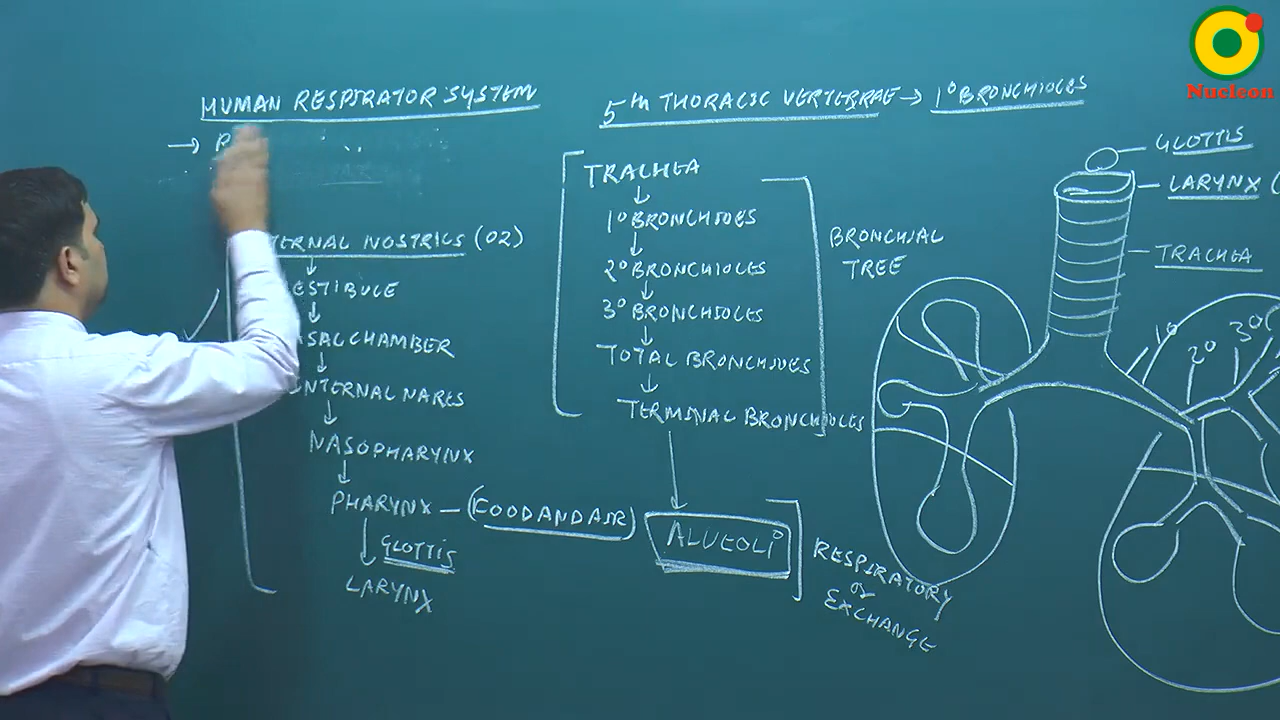 HUMAN RESPIRATOR SYSTEM
→ P
TERNAL NOSTRILS (02)
↓
ESTIBULE
↓
ASAL CHAMBER
↓
INTERNAL NARES
↓
NASOPHARYNX
↓
PHARYNX – (FOOD AND AIR)
↓ GLOTTIS
LARYNX
5th THORACIC VERTEBRAE → 1° BRONCHIOLES
TRACHEA
↓
1° BRONCHIOLES
↓
2° BRONCHIOLES
↓
3° BRONCHIOLES
↓
TOTAL BRONCHIOLES
↓
TERMINAL BRONCHIOLES
↓
ALVEOLI
BRONCHIAL
TREE
RESPIRATORY
or
EXCHANGE
GLOTTIS
LARYNX (
TRACHEA
1°
2°
3°
Nucleon